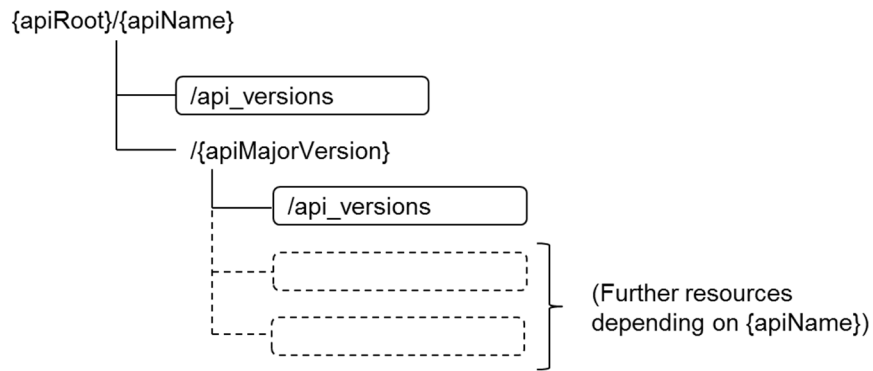 {apiRoot}/{apiName}
/api_versions
/{apiMajorVersion}
/api_versions
(Further resources
depending on {apiName})